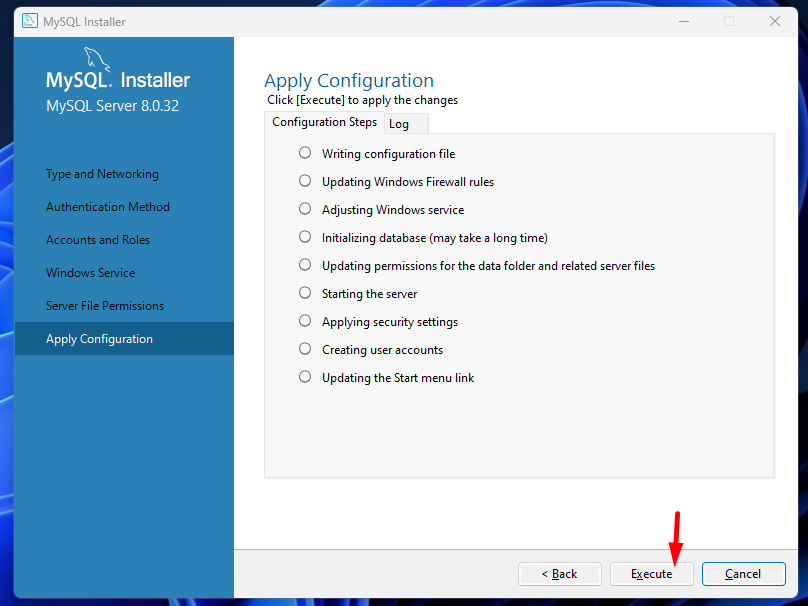 MySQL Installer
MySQL. Installer
MySQL Server 8.0.32
Type and Networking
Authentication Method
Accounts and Roles
Windows Service
Server File Permissions
Apply Configuration
Apply Configuration
Click [Execute] to apply the changes
Configuration Steps
Log
Writing configuration file
Updating Windows Firewall rules
Adjusting Windows service
Initializing database (may take a long time)
Updating permissions for the data folder and related server files
Starting the server
Applying security settings
Creating user accounts
Updating the Start menu link
< Back
Execute
Cancel